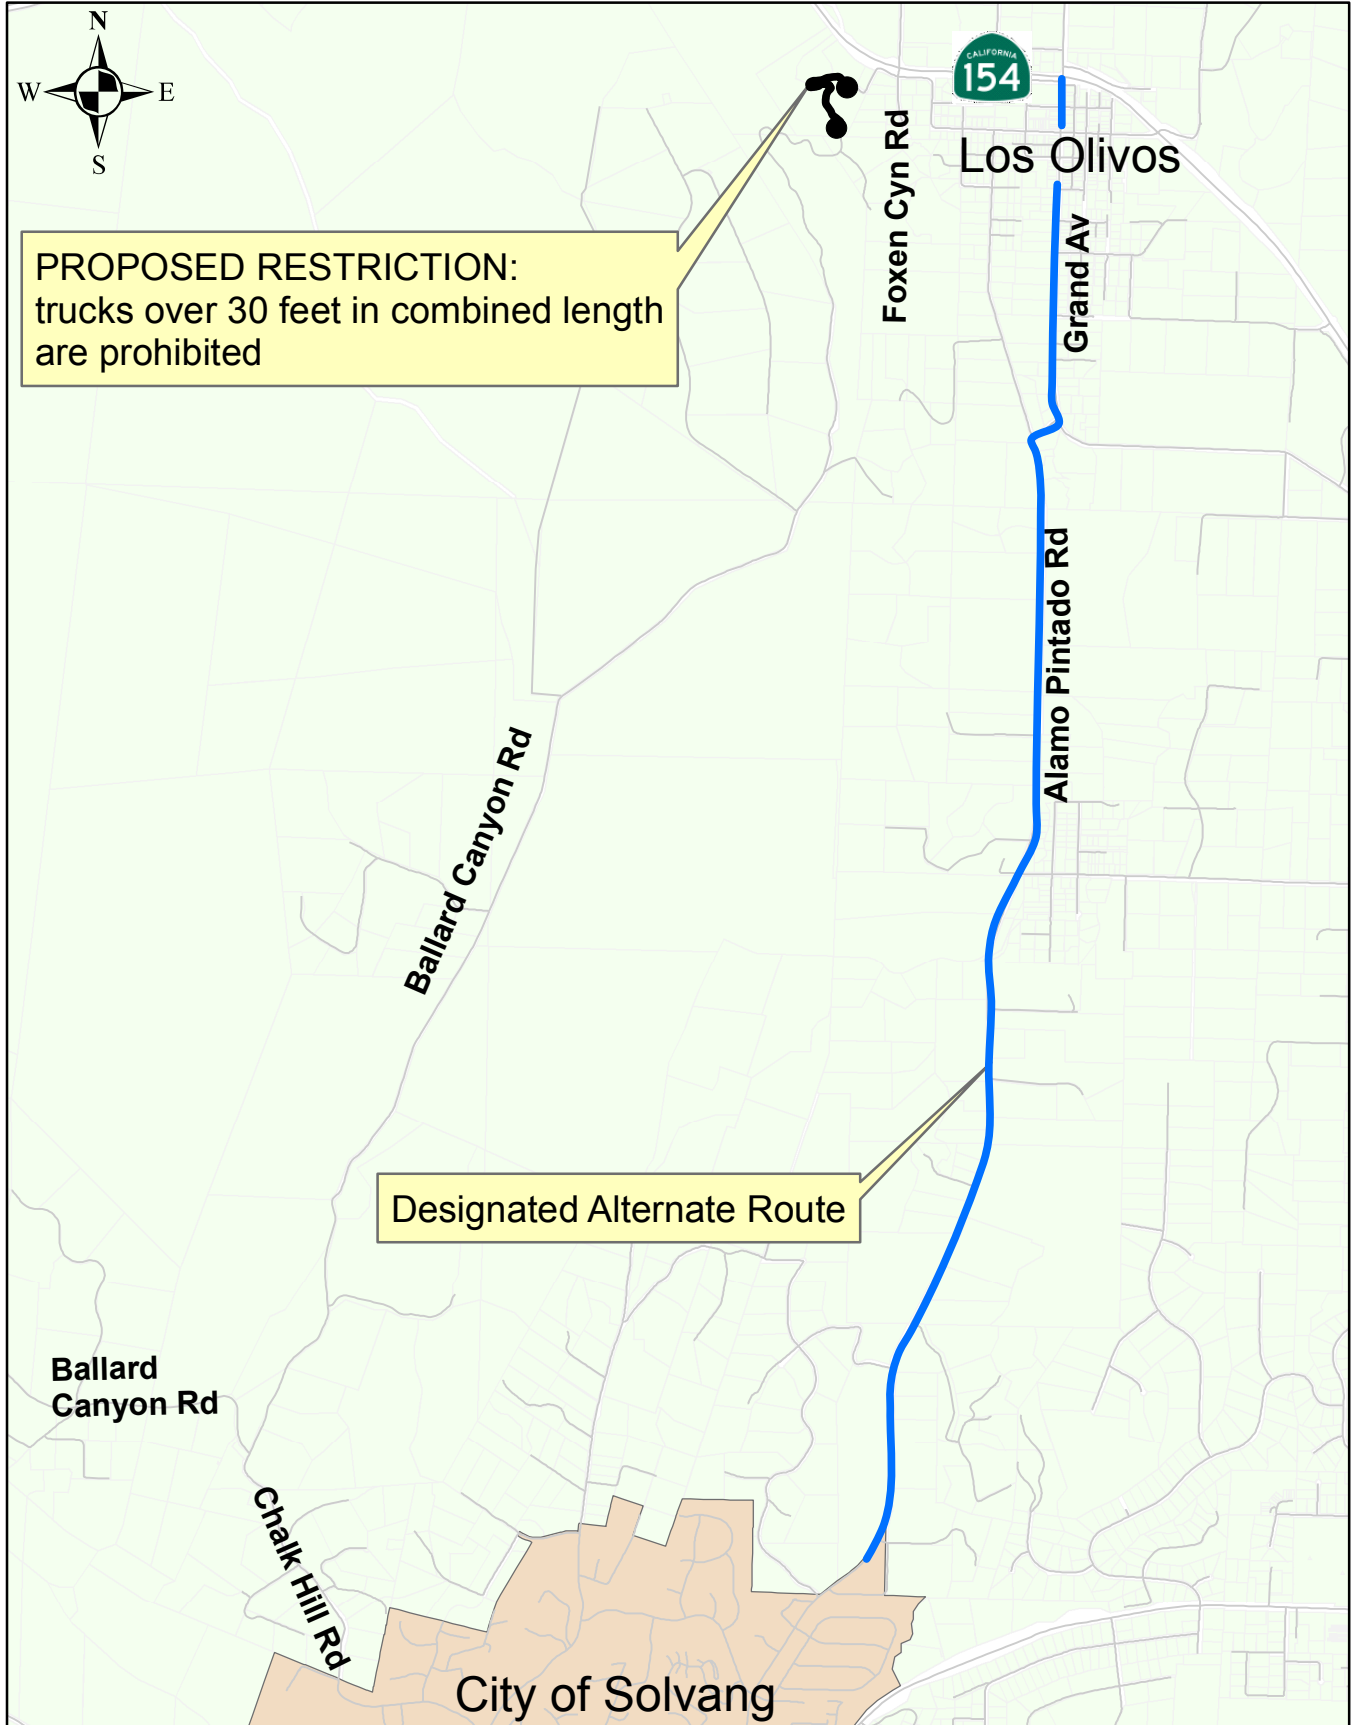 N
W
E
S
CALIFORNIA
154
Los Olivos
Foxen Cyn Rd
Grand Av
PROPOSED RESTRICTION:
trucks over 30 feet in combined length
are prohibited
Alamo Pintado Rd
Ballard Canyon Rd
Designated Alternate Route
Ballard
Canyon Rd
Chalk Hill Rd
City of Solvang